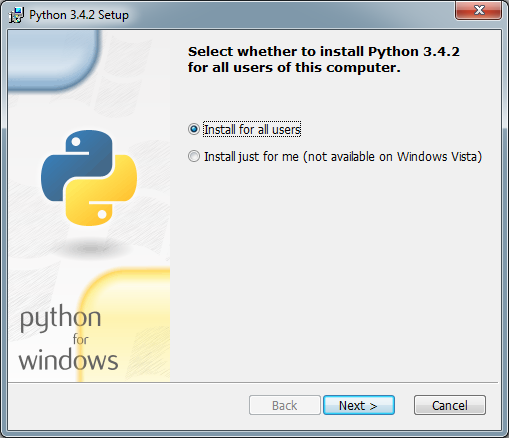 Python 3.4.2 Setup
Select whether to install Python 3.4.2
for all users of this computer.
Install for all users
Install just for me (not available on Windows Vista)
python
for
windows
Back
Next >
Cancel